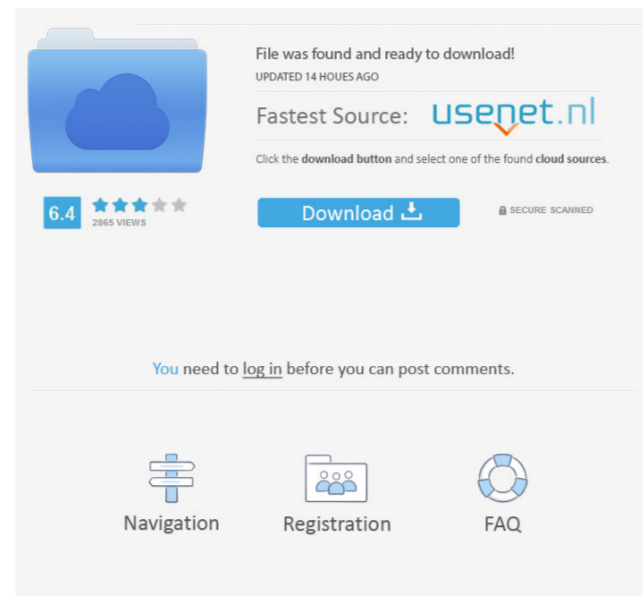 File was found and ready to download!
UPDATED 14 HOUES AGO
Fastest Source: usenet.nl
Click the download button and select one of the found cloud sources.
6.4
2865 VIEWS
Download
SECURE SCANNED
You need to log in before you can post comments.
Navigation
Registration
FAQ